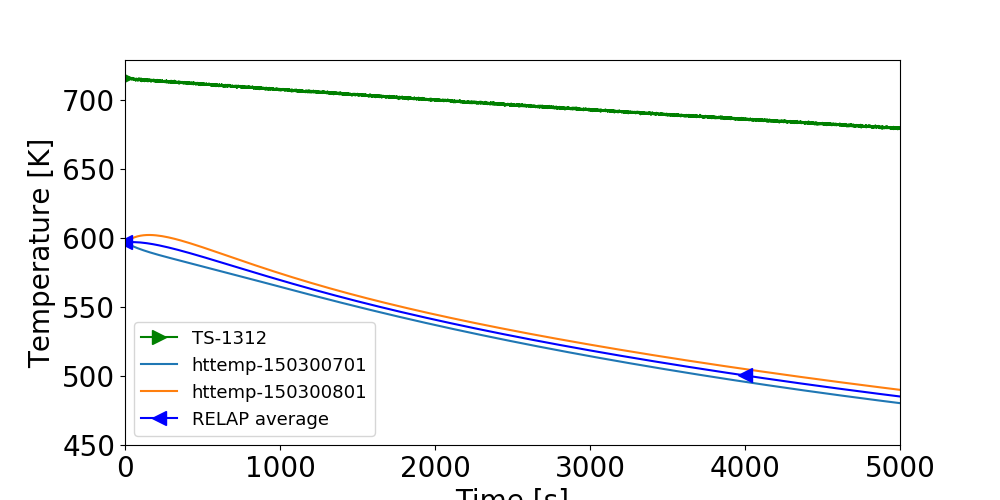 Temperature [K]
700
650
600
550
500
450
TS-1312
httemp-150300701
httemp-150300801
RELAP average
0 1000 2000 3000 4000 5000
Time [s]